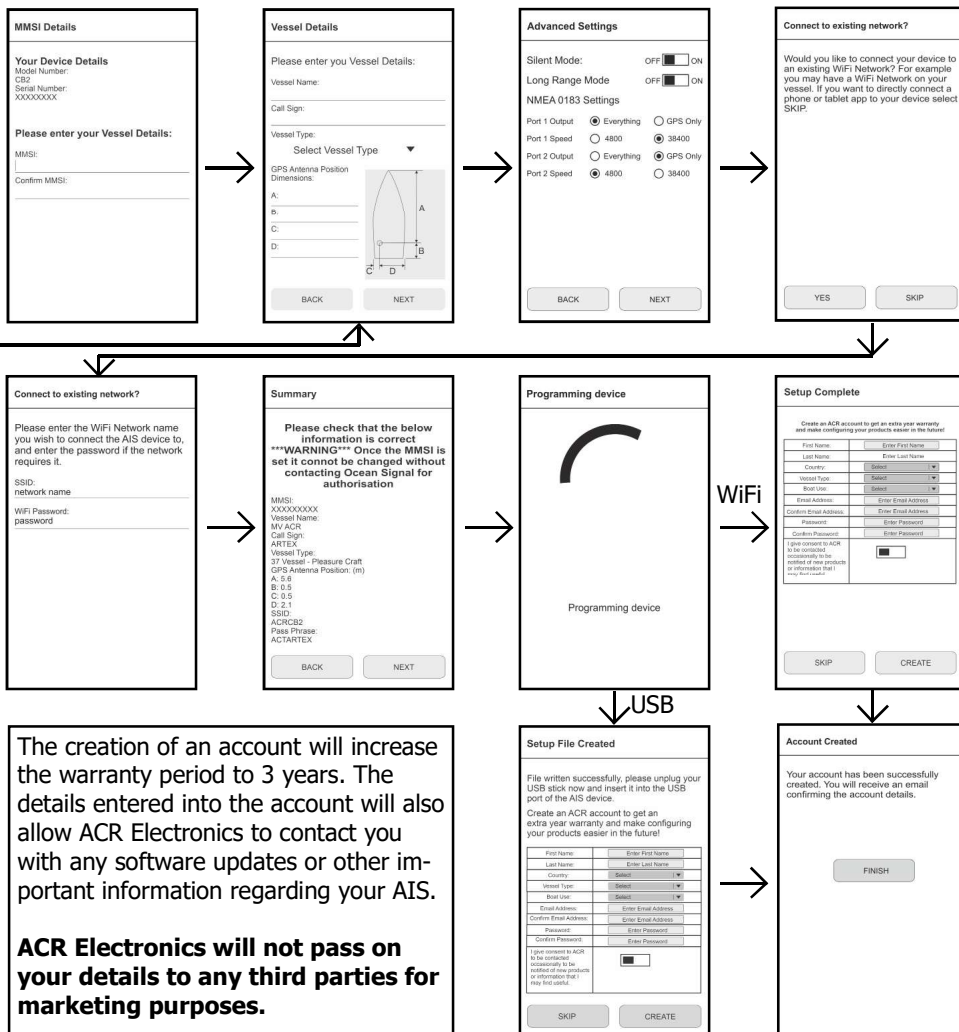 MMSI Details
Your Device Details
Model Number:
CB2
Serial Number:
XXXXXXXX
Please enter your Vessel Details:
MMSI:
Confirm MMSI:
Vessel Details
Please enter you Vessel Details:
Vessel Name:
Call Sign:
Vessel Type:
Select Vessel Type
GPS Antenna Position
Dimensions:
A:
B:
C:
D:
A
B
C D
BACK NEXT
Advanced Settings
Silent Mode: OFF ON
Long Range Mode OFF ON
NMEA 0183 Settings
Port 1 Output Everything GPS Only
Port 1 Speed 4800 38400
Port 2 Output Everything GPS Only
Port 2 Speed 4800 38400
BACK NEXT
Connect to existing network?
Would you like to connect your device to
an existing WiFi Network? For example
you may have a WiFi Network on your
vessel. If you want to directly connect a
phone or tablet app to your device select
SKIP.
YES SKIP
Connect to existing network?
Please enter the WiFi Network name
you wish to connect the AIS device to,
and enter the password if the network
requires it.
SSID:
network name
WiFi Password:
password
Summary
Please check that the below
information is correct
***WARNING*** Once the MMSI is
set it connot be changed without
contacting Ocean Signal for
authorisation
MMSI:
XXXXXXXXX
Vessel Name:
MV ACR
Call Sign:
ARTEX
Vessel Type:
37 Vessel - Pleasure Craft
GPS Antenna Position: (m)
A: 5.6
B: 0.5
C: 0.5
D: 2.1
SSID:
ACRCB2
Pass Phrase:
ACTARTEX
BACK NEXT
Programming device
Programming device
WiFi
USB
Setup Complete
Create an ACR account to get an extra year warranty
and make configuring your products easier in the future!
First Name: Enter First Name
Last Name: Enter Last Name
Country: Select
Vessel Type: Select
Boat Use: Select
Email Address: Enter Email Address
Confirm Email Address: Enter Email Address
Password: Enter Password
Confirm Password: Enter Password
I give consent to ACR
to be contacted
occasionally to be
notified of new products
or information that I
may find useful.
SKIP CREATE
The creation of an account will increase
the warranty period to 3 years. The
details entered into the account will also
allow ACR Electronics to contact you
with any software updates or other im-
portant information regarding your AIS.
ACR Electronics will not pass on
your details to any third parties for
marketing purposes.
Setup File Created
File written successfully, please unplug your
USB stick now and insert it into the USB
port of the AIS device.
Create an ACR account to get an
extra year warranty and make configuring
your products easier in the future!
First Name: Enter First Name
Last Name: Enter Last Name
Country: Select
Vessel Type: Select
Boat Use: Select
Email Address: Enter Email Address
Confirm Email Address: Enter Email Address
Password: Enter Password
Confirm Password: Enter Password
I give consent to ACR
to be contacted
occasionally to be
notified of new products
or information that I
may find useful.
SKIP CREATE
Account Created
Your account has been successfully
created. You will receive an email
confirming the account details.
FINISH